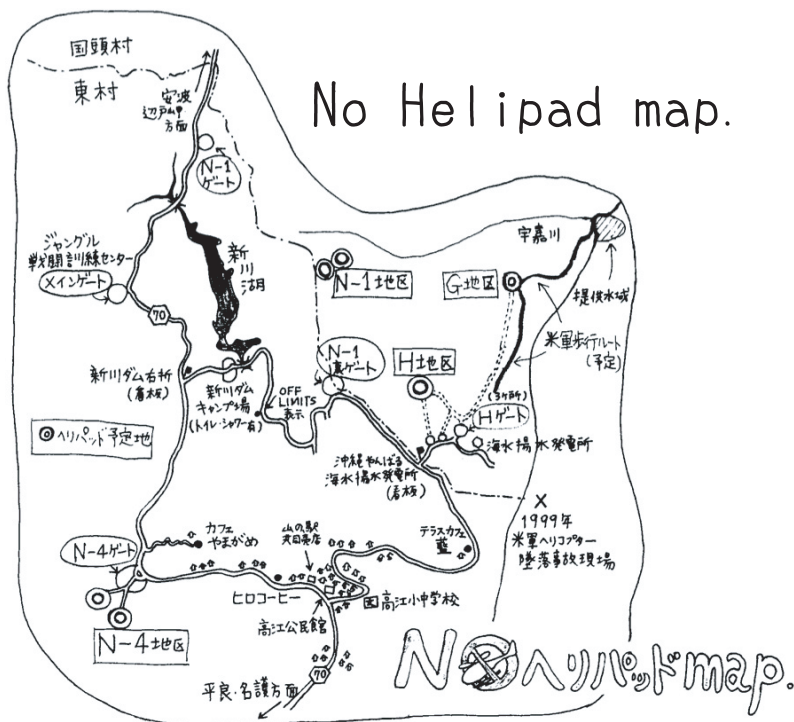 国頭村
東村
安波
辺戸岬
方面
No Helipad map.
N-1
ゲート
新川湖
宇嘉川
ジャングル
戦闘訓練センター
メインゲート
N-1地区
G地区
提供水域
米軍歩行ルート
(予定)
70
N-1
裏ゲート
H地区
新川ダム右折
(看板)
新川ダム
キャンプ場
(トイレ・シャワー有)
OFF
LIMITS
表示
(3ヶ所)
Hゲート
海水揚水発電所
ヘリパッド予定地
沖縄やんばる
海水揚水発電所
(看板)
×
1999年
米軍ヘリコプター
墜落事故現場
カフェ
やまがめ
山の駅
テラスカフェ
藍
N-4ゲート
ヒロコーヒー
高江小中学校
高江公民館
N-4地区
70
平良・名護方面
NOヘリパッドmap.